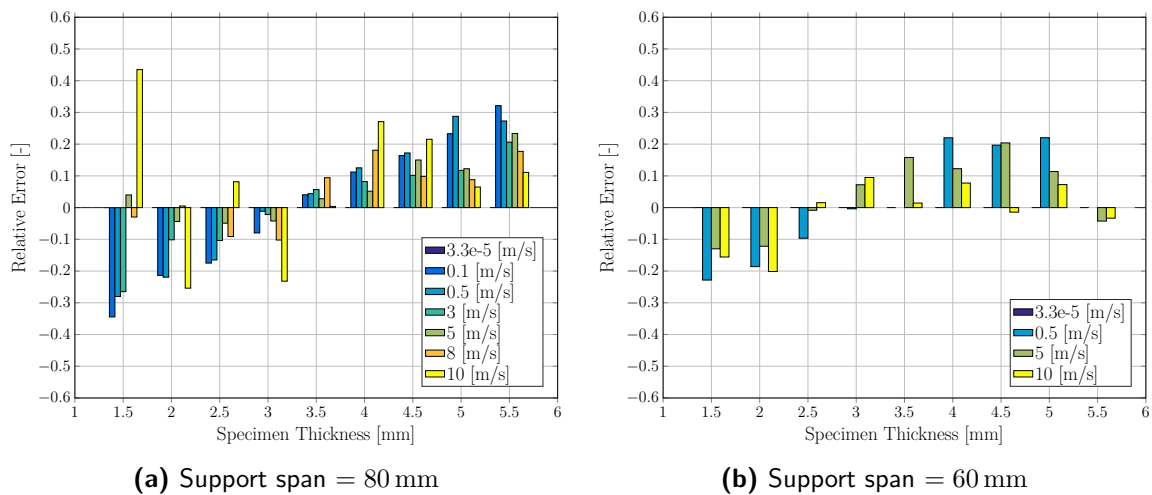 0.6
0.5
0.4
0.3
0.2
0.1
0
−0.1
−0.2
−0.3
−0.4
−0.5
−0.6
Relative Error [-]
1 1.5 2 2.5 3 3.5 4 4.5 5 5.5 6
Specimen Thickness [mm]
3.3e-5 [m/s]
0.1 [m/s]
0.5 [m/s]
3 [m/s]
5 [m/s]
8 [m/s]
10 [m/s]
(a) Support span = 80 mm
0.6
0.5
0.4
0.3
0.2
0.1
0
−0.1
−0.2
−0.3
−0.4
−0.5
−0.6
Relative Error [-]
1 1.5 2 2.5 3 3.5 4 4.5 5 5.5 6
Specimen Thickness [mm]
3.3e-5 [m/s]
0.5 [m/s]
5 [m/s]
10 [m/s]
(b) Support span = 60 mm